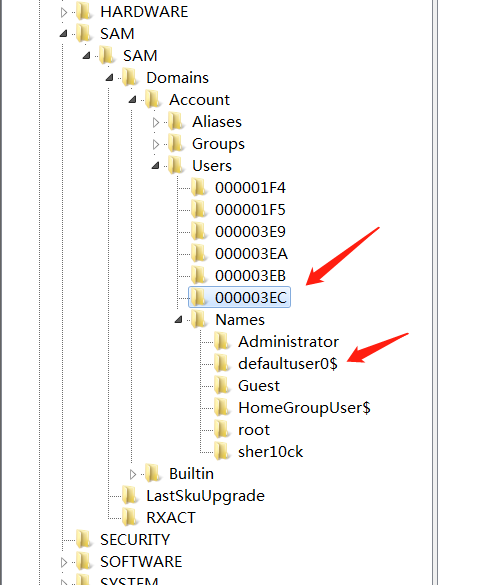 HARDWARE
SAM
SAM
Domains
Account
Aliases
Groups
Users
000001F4
000001F5
000003E9
000003EA
000003EB
000003EC
Names
Administrator
defaultuser0$
Guest
HomeGroupUser$
root
sher10ck
Builtin
LastSkuUpgrade
RXACT
SECURITY
SOFTWARE
SYSTEM